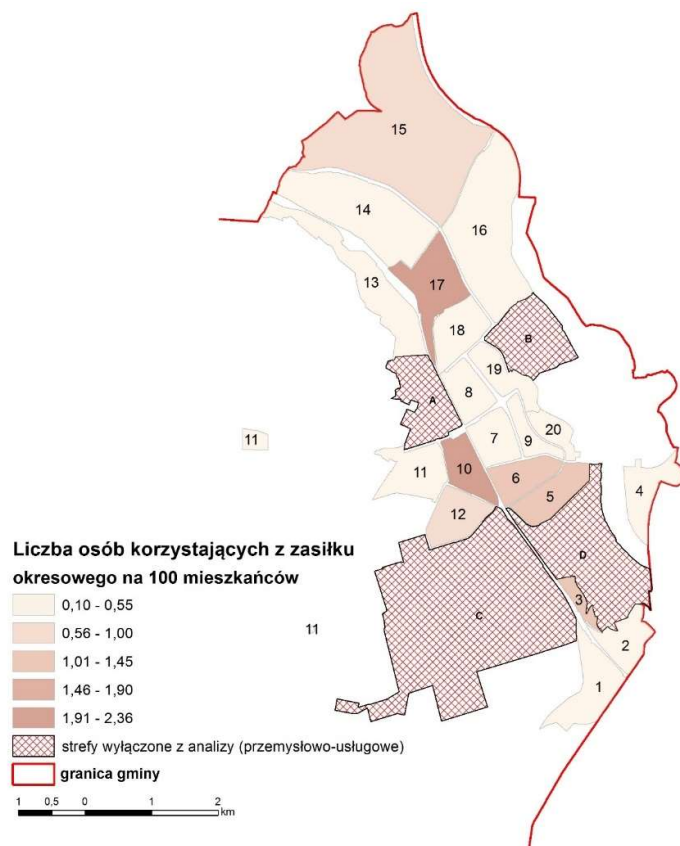 15
14
16
13
17
18
B
19
A
8
20
7
9
11
10
6
11
4
5
12
D
3
C
11
2
1
Liczba osób korzystających z zasiłku
okresowego na 100 mieszkańców
0,10 - 0,55
0,56 - 1,00
1,01 - 1,45
1,46 - 1,90
1,91 - 2,36
strefy wyłączone z analizy (przemysłowo-usługowe)
granica gminy
1 0,5 0 1 2
km